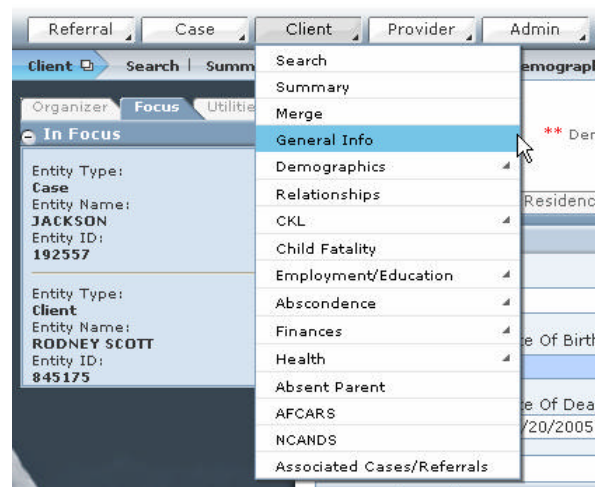 Referral Case Client Provider Admin
Client Search | Summ
Organizer Focus Utilitie
In Focus
Entity Type:
Case
Entity Name:
JACKSON
Entity ID:
192557
Entity Type:
Client
Entity Name:
RODNEY SCOTT
Entity ID:
845175
Search
Summary
Merge
General Info
Demographics
Relationships
CKL
Child Fatality
Employment/Education
Abscondence
Finances
Health
Absent Parent
AFCARS
NCANDS
Associated Cases/Referrals
emograph
** Der
Residenc
e Of Birth
e Of Dea
/20/2005